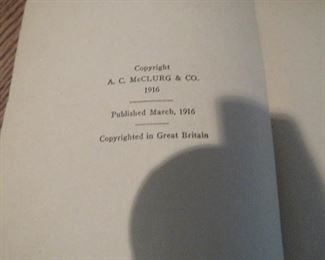 Copyright
A. C. McCLURG & CO.
1916
Published March, 1916
Copyrighted in Great Britain